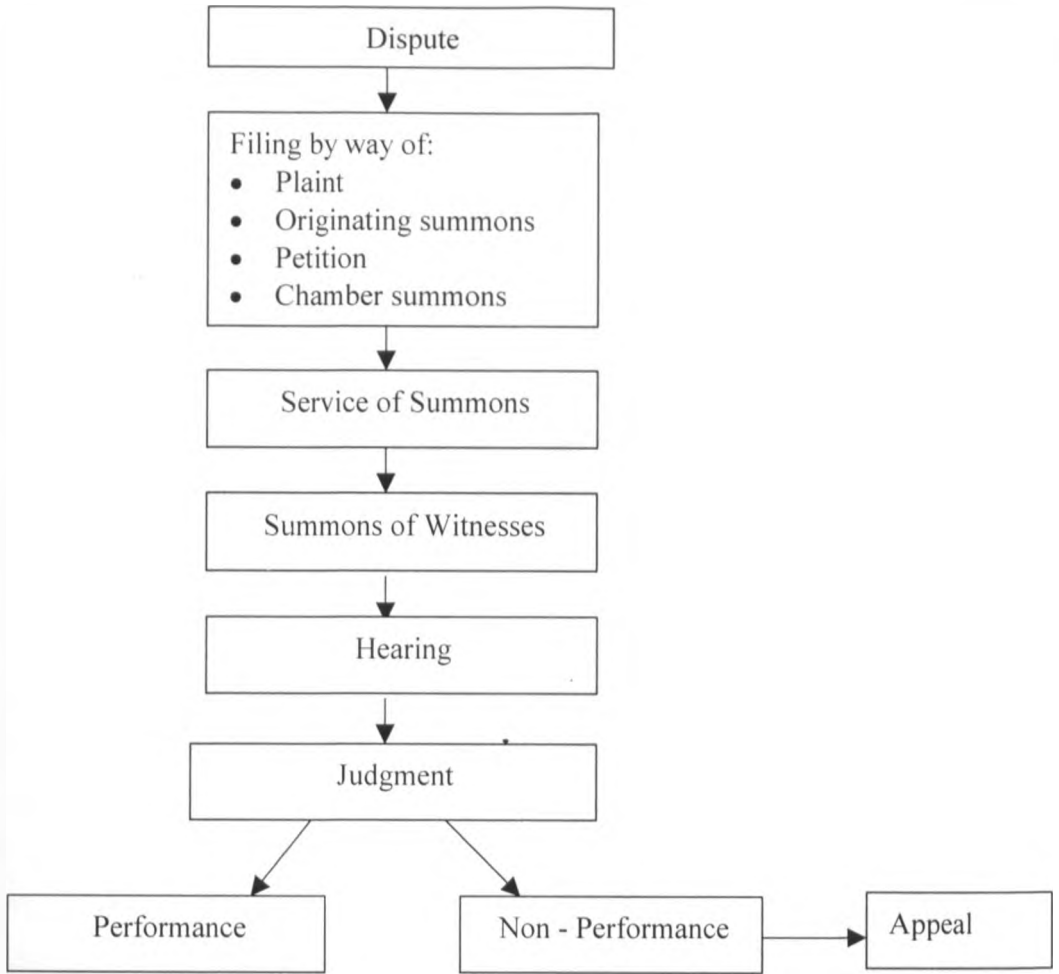 Dispute
Filing by way of:
• Plaint
• Originating summons
• Petition
• Chamber summons
Service of Summons
Summons of Witnesses
Hearing
Judgment
Performance
Non - Performance
Appeal